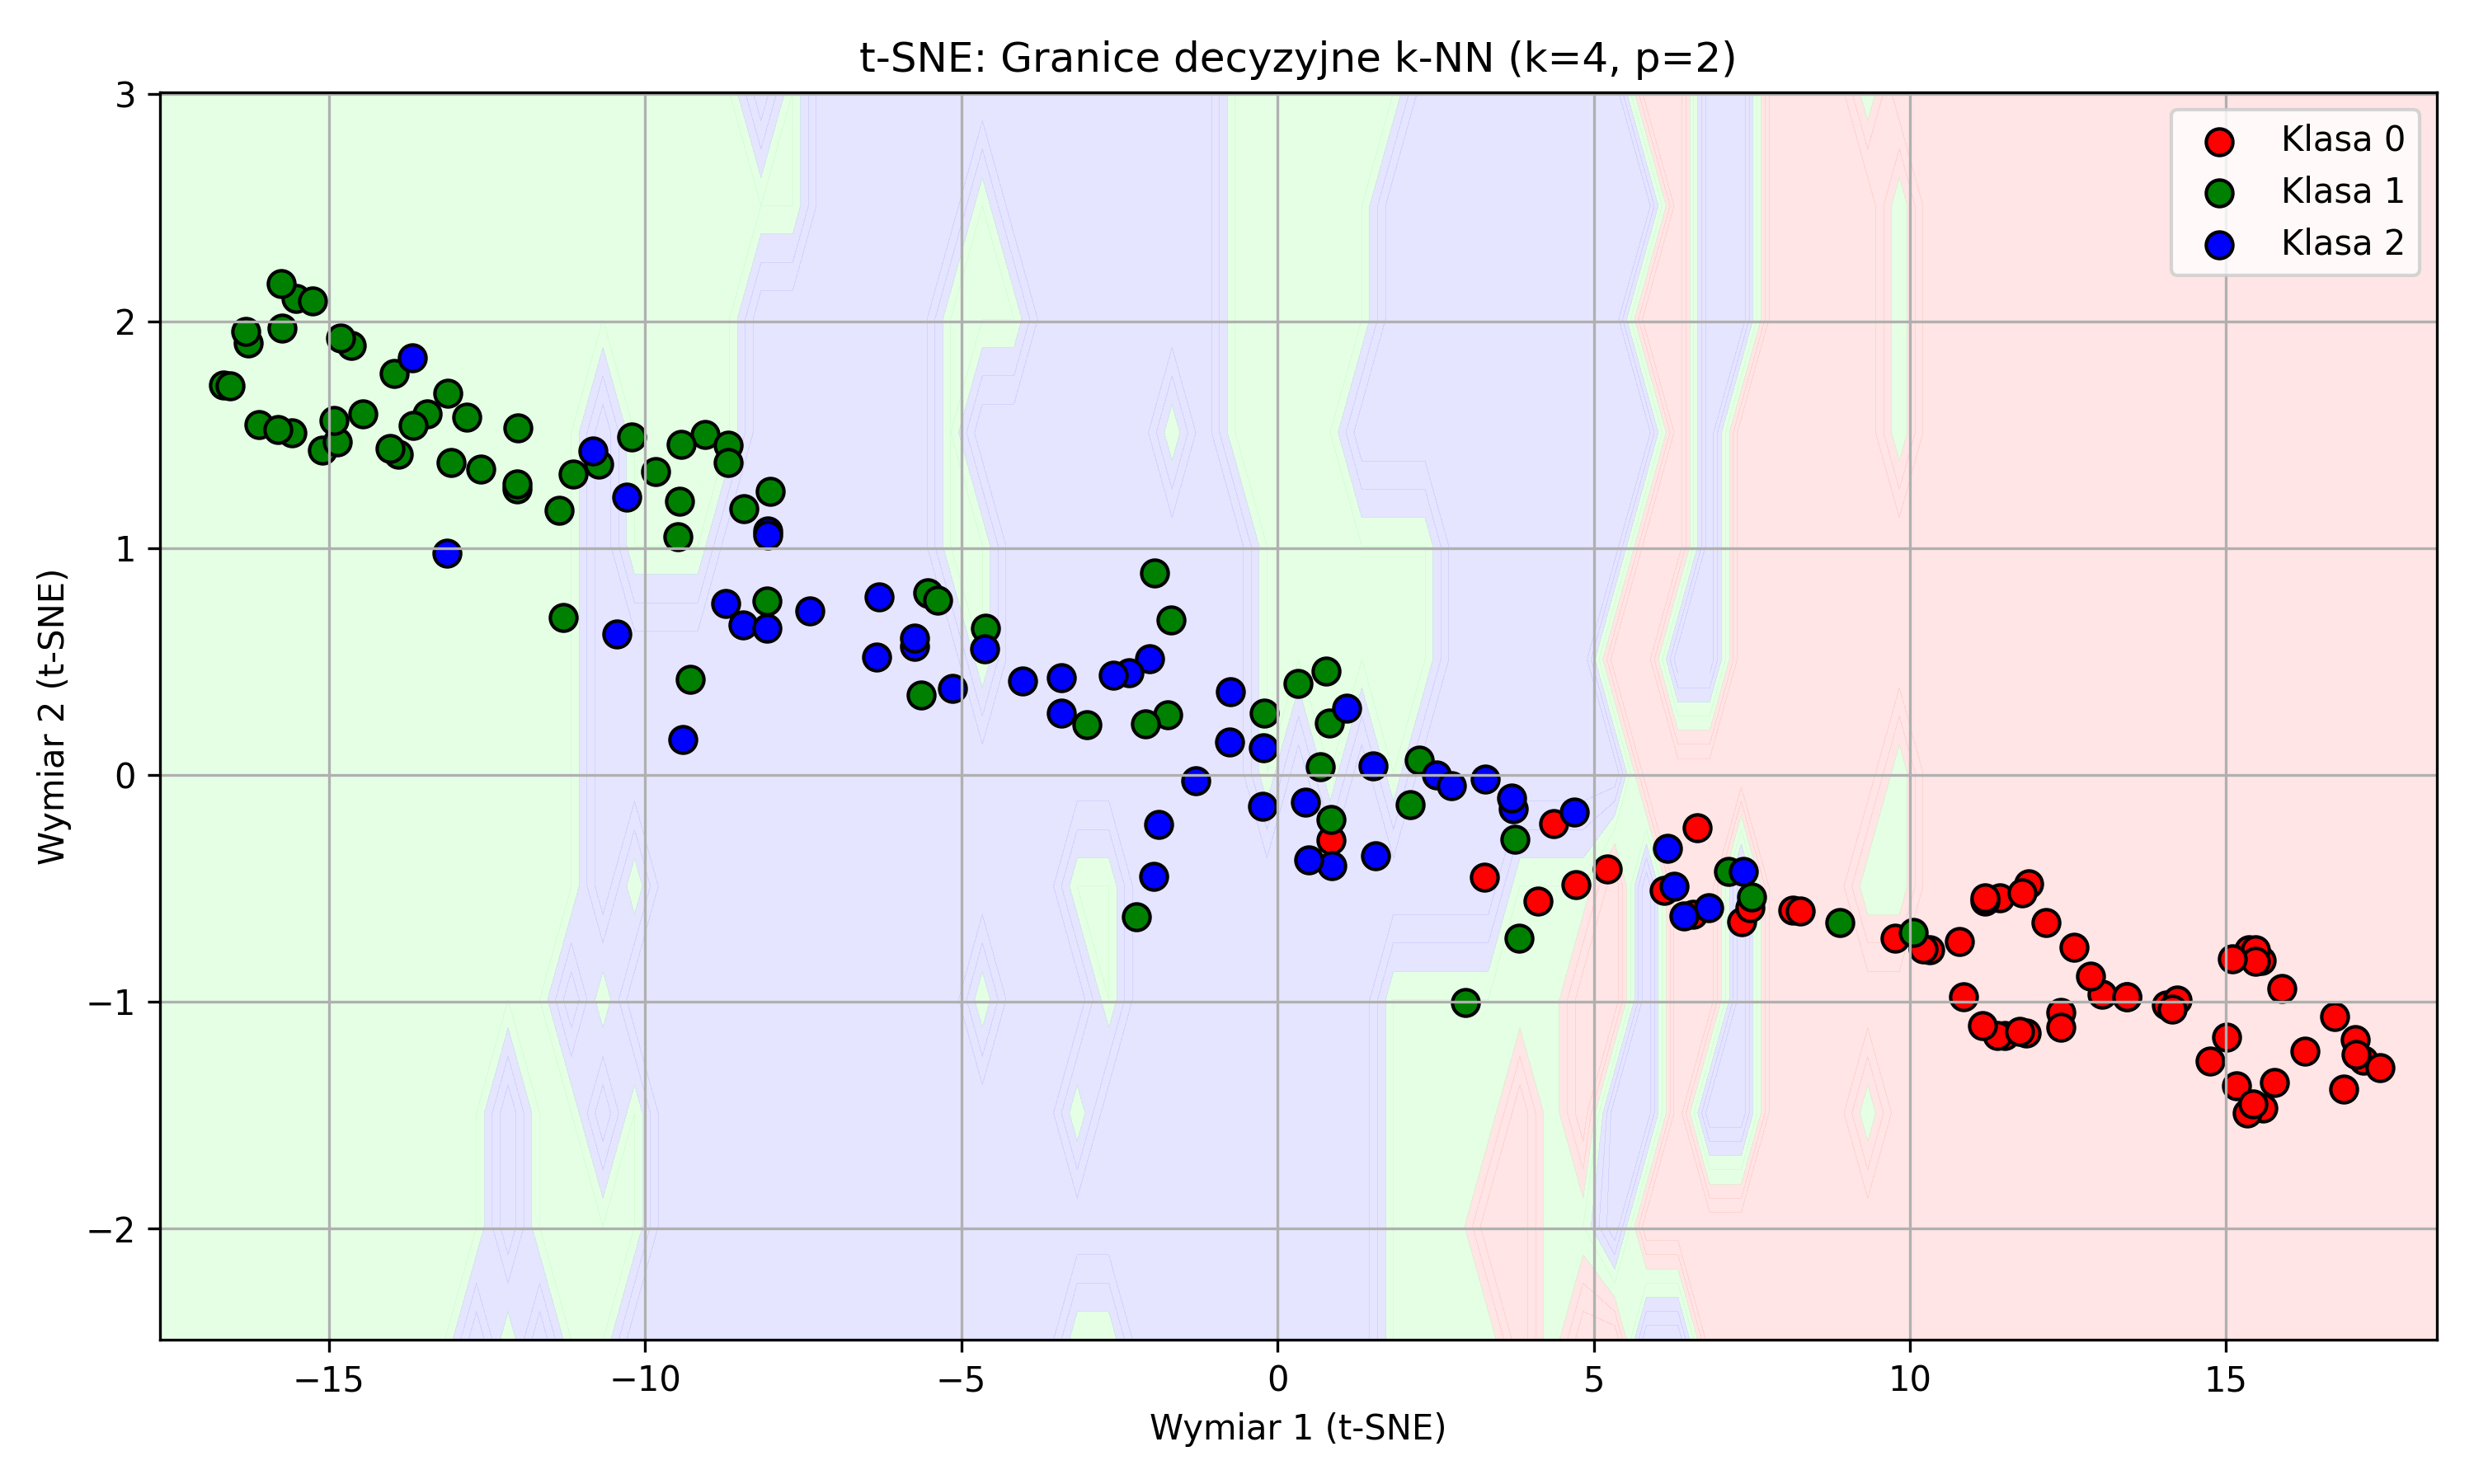 t-SNE: Granice decyzyjne k-NN (k=4, p=2)
Klasa 0
Klasa 1
Klasa 2
3
2
1
0
−1
−2
Wymiar 2 (t-SNE)
−15
−10
−5
0
5
10
15
Wymiar 1 (t-SNE)